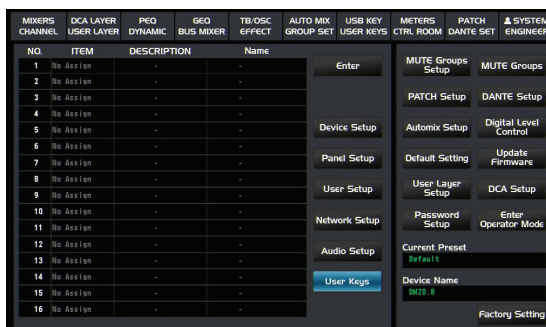 MIXERS DCA LAYER PEQ GEQ TB/OSC AUTO MIX USB KEY METERS PATCH SYSTEM
CHANNEL USER LAYER DYNAMIC BUS MIXER EFFECT GROUP SET USER KEYS CTRL ROOM DANTE SET ENGINEER
NO. ITEM DESCRIPTION Name
1 No Assign - -
2 No Assign - -
3 No Assign - -
4 No Assign - -
5 No Assign - -
6 No Assign - -
7 No Assign - -
8 No Assign - -
9 No Assign - -
10 No Assign - -
11 No Assign - -
12 No Assign - -
13 No Assign - -
14 No Assign - -
15 No Assign - -
16 No Assign - -
Enter
Device Setup
Panel Setup
User Setup
Network Setup
Audio Setup
User Keys
MUTE Groups
Setup
MUTE Groups
PATCH Setup
DANTE Setup
Automix Setup
Digital Level
Control
Default Setting
Update
Firmware
User Layer
Setup
DCA Setup
Password
Setup
Enter
Operator Mode
Current Preset
Default
Device Name
DH20.8
Factory Setting